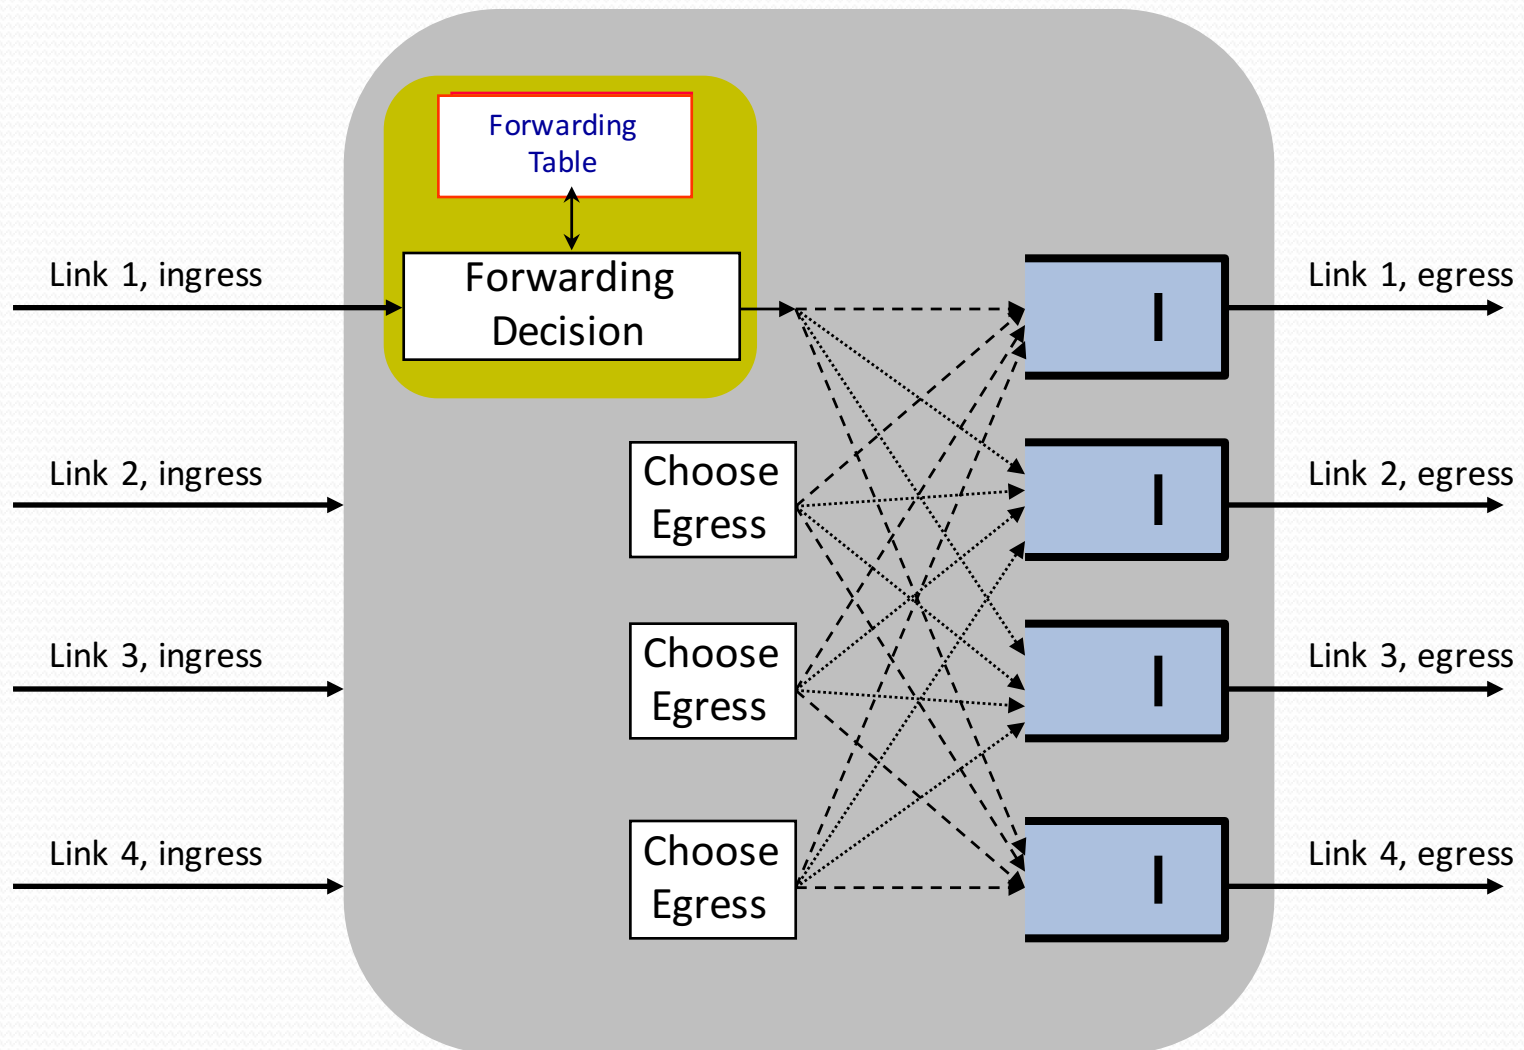 Forwarding
Table
Link 1, ingress
Forwarding
Decision
Link 1, egress
Link 2, ingress
Choose
Egress
Link 2, egress
Link 3, ingress
Choose
Egress
Link 3, egress
Link 4, ingress
Choose
Egress
Link 4, egress